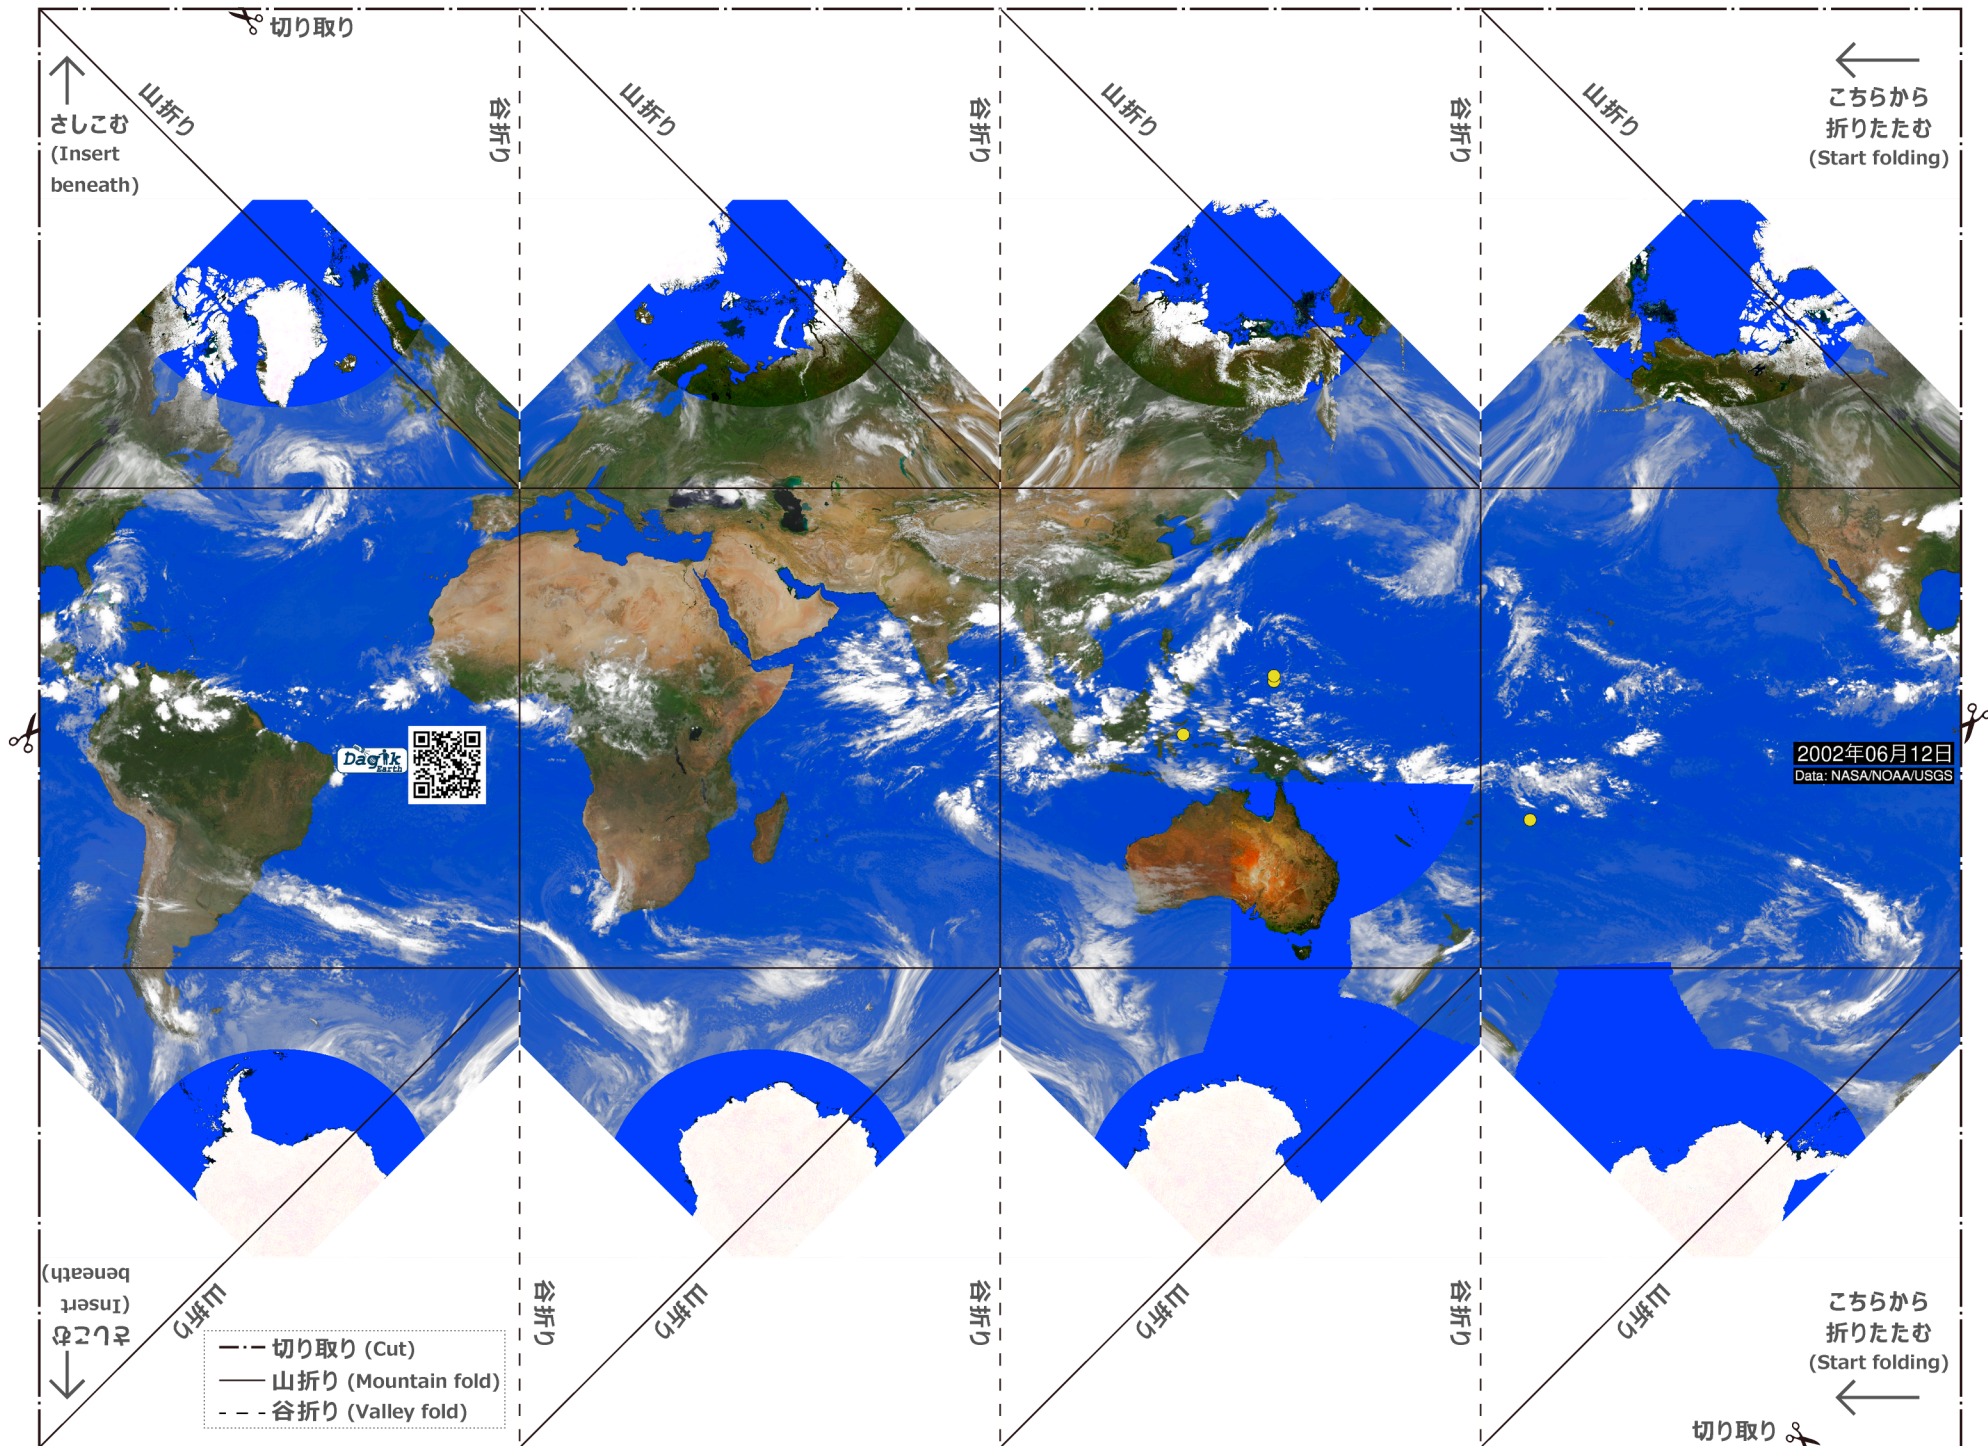 切り取り
山折り
山折り
山折り
山折り
さしこむ
(Insert
beneath)
谷折り
谷折り
谷折り
こちらから
折りたたむ
(Start folding)
Dagik
Earth
2002年06月12日
Data: NASA/NOAA/USGS
さしこむ
(Insert
beneath)
山折り
山折り
山折り
山折り
谷折り
谷折り
谷折り
こちらから
折りたたむ
(Start folding)
切り取り (Cut)
山折り (Mountain fold)
谷折り (Valley fold)
切り取り